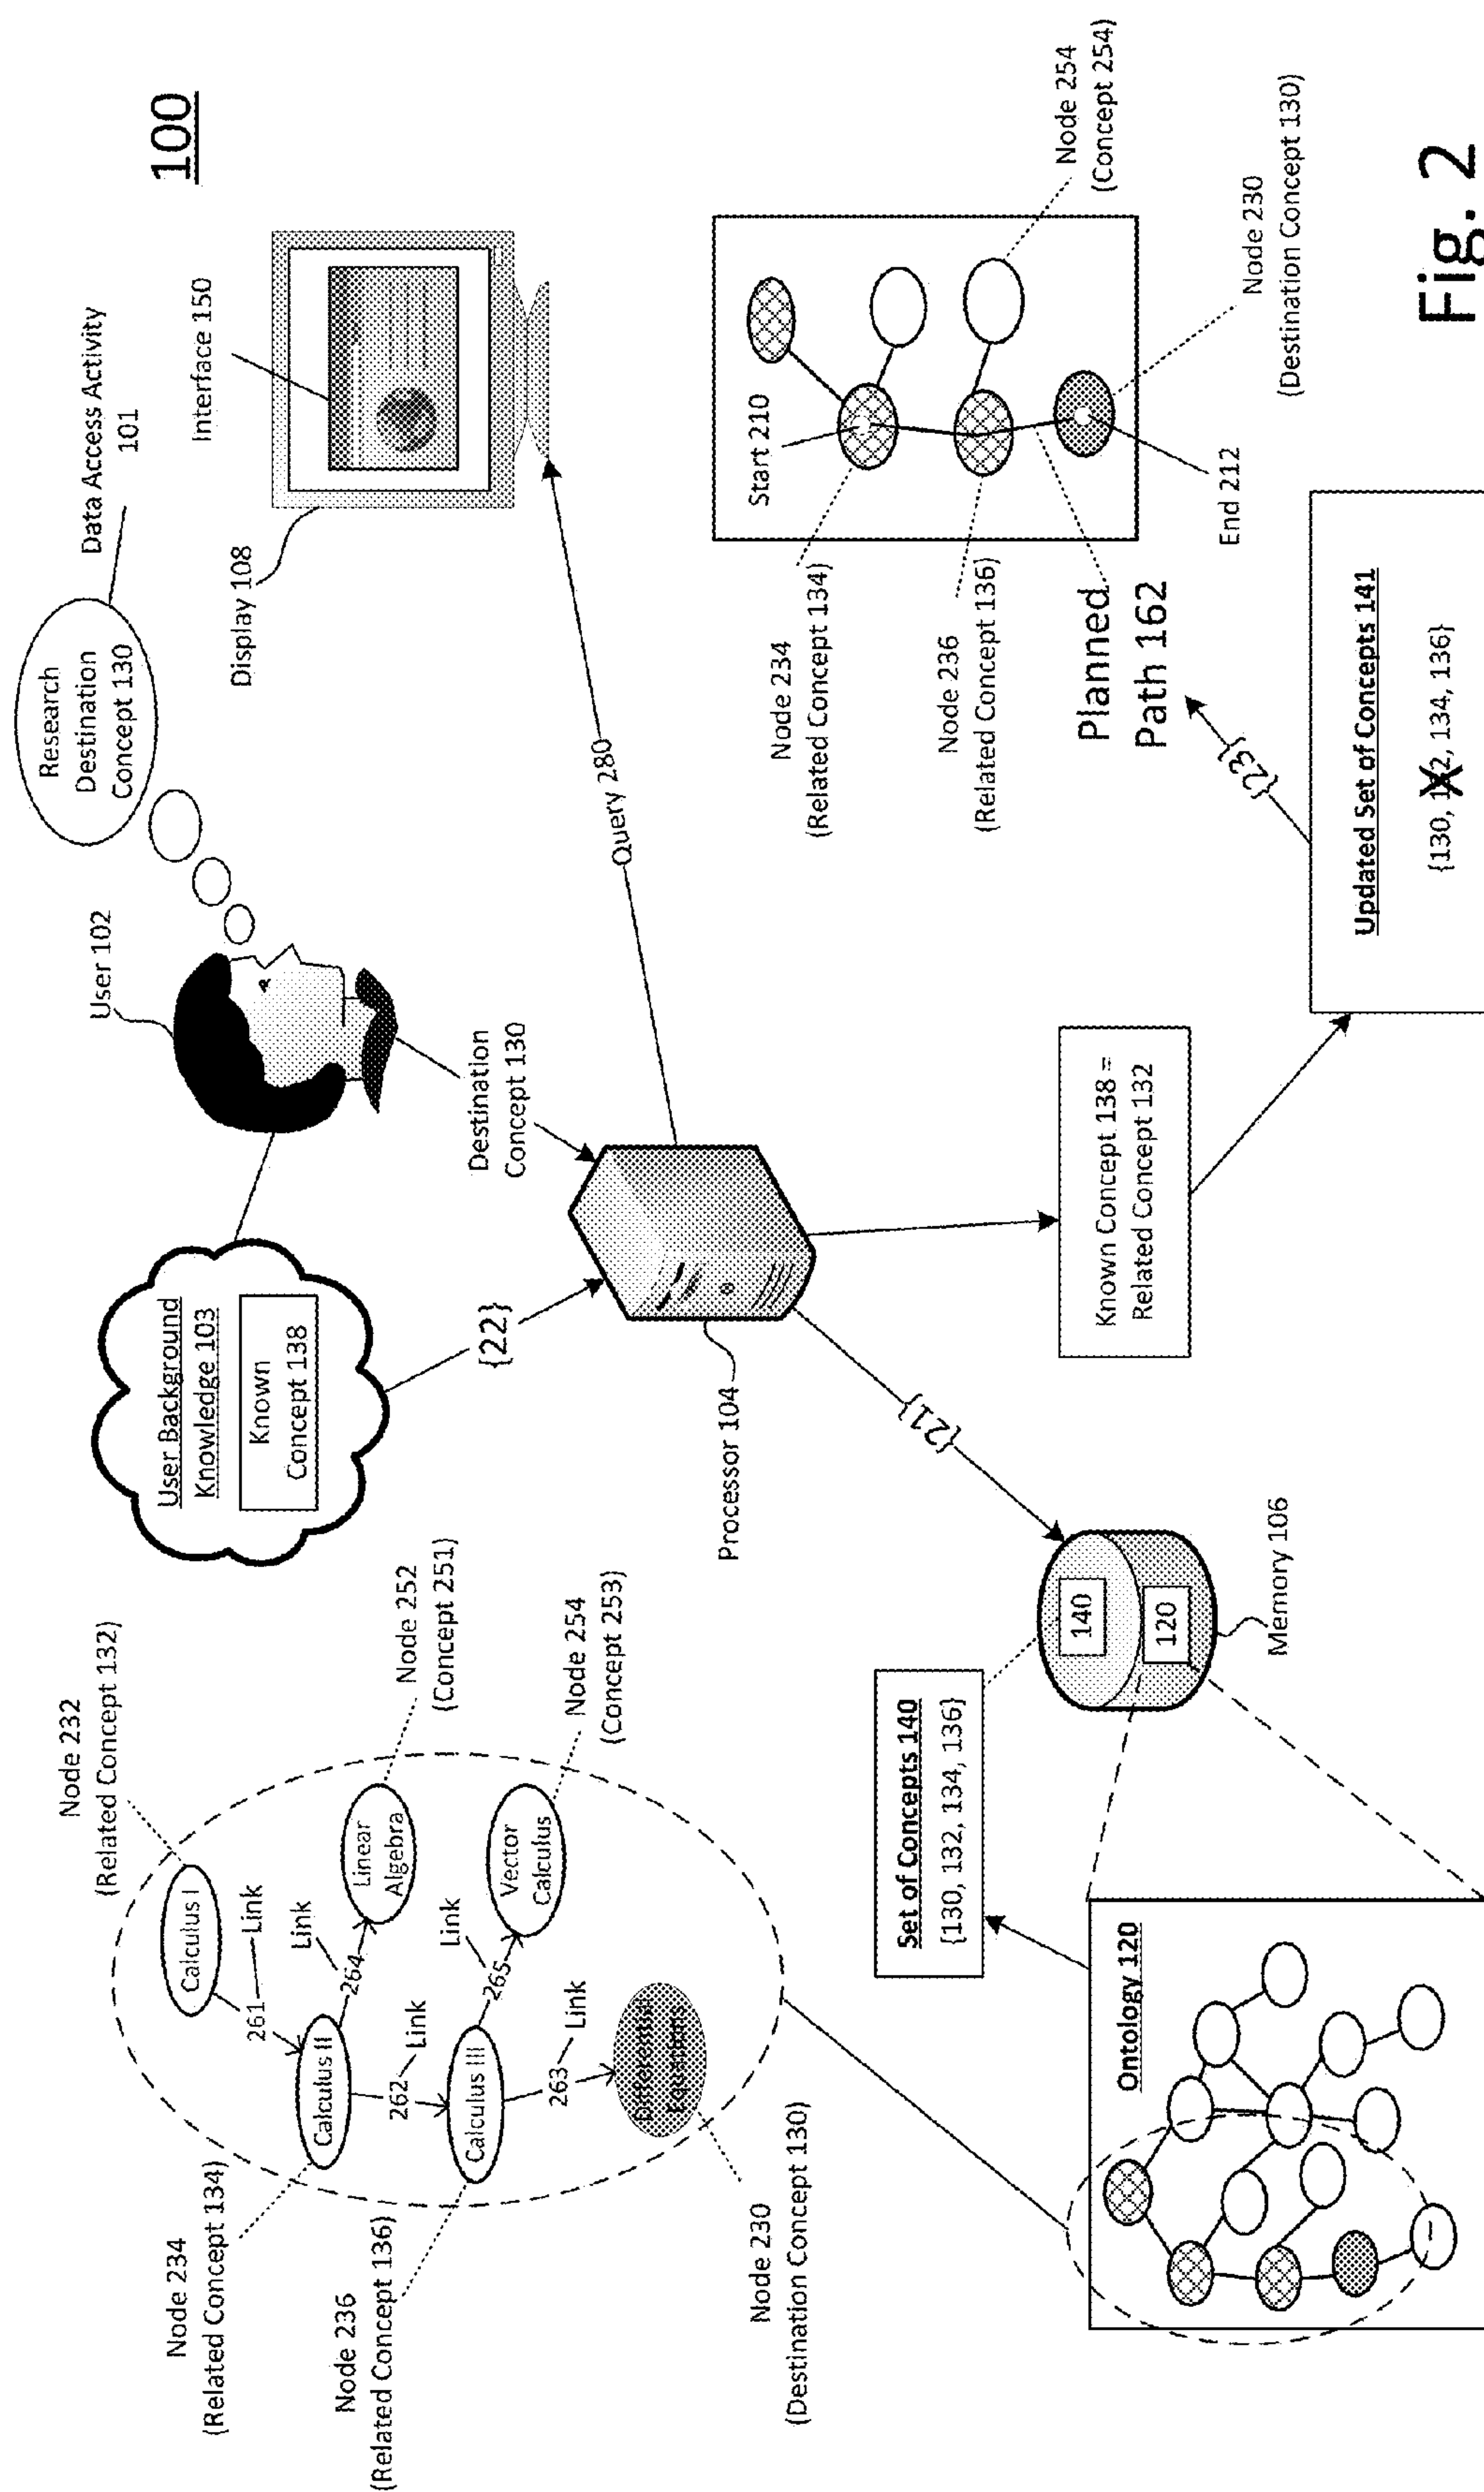 100
Research
Destination
Concept 130
Data Access Activity
101
User 102
Interface 150
Display 108
User Background
Knowledge 103
Known
Concept 138
{22}
Destination
Concept 130
Query 280
Processor 104
{21}
Known Concept 138 =
Related Concept 132
Node 232
(Related Concept 132)
Calculus I
261
Link
Node 234
(Related Concept 134)
Calculus II
Link
264
Linear
Algebra
Node 252
(Concept 251)
262
Link
Node 236
(Related Concept 136)
Calculus III
Link
265
Vector
Calculus
Node 254
(Concept 253)
263
Link
Differential
Equations
Node 230
(Destination Concept 130)
Set of Concepts 140
{130, 132, 134, 136}
140
120
Memory 106
Ontology 120
Start 210
Node 234
(Related Concept 134)
Node 236
(Related Concept 136)
Planned
Path 162
{23}
End 212
Node 254
(Concept 254)
Node 230
(Destination Concept 130)
Updated Set of Concepts 141
{130, 132, 134, 136}
Fig. 2